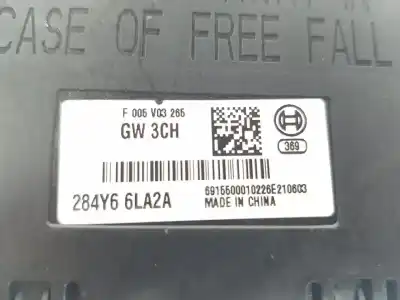 CASE OF FREE FALL
F 005 V03 265
GW 3CH
369
284Y6 6LA2A
6915500010226E210603
MADE IN CHINA